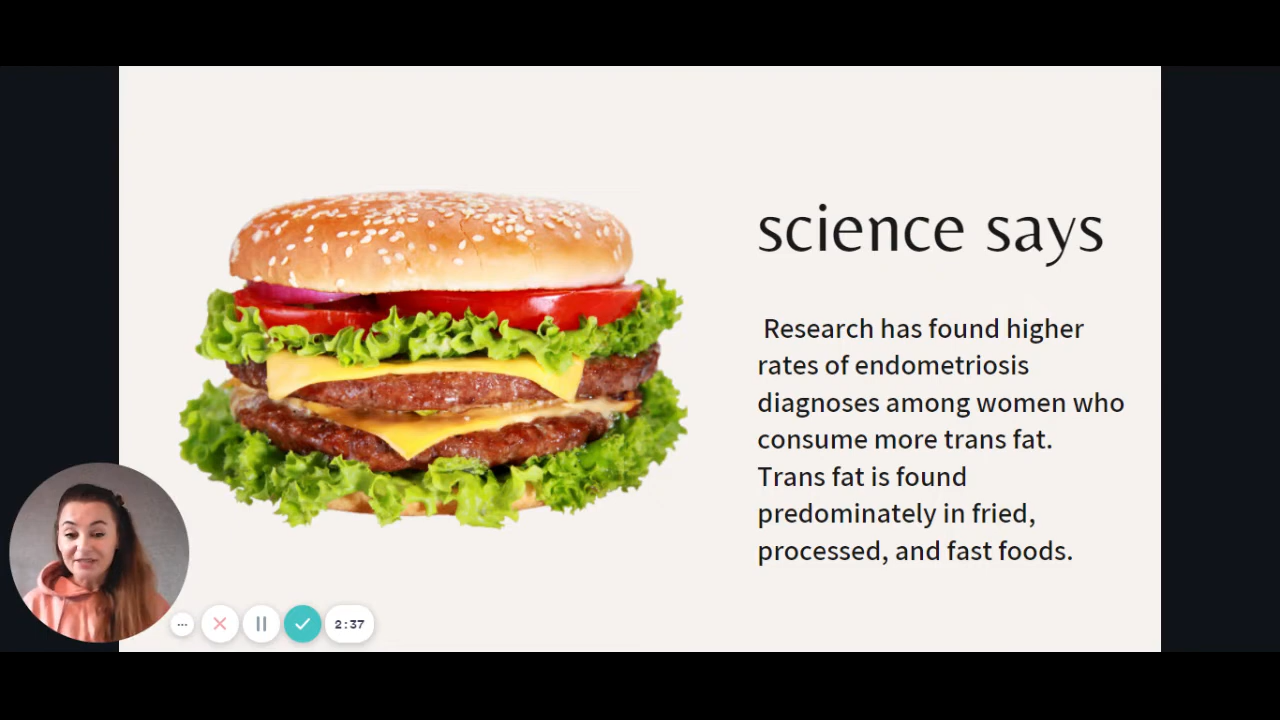 science says
Research has found higher
rates of endometriosis
diagnoses among women who
consume more trans fat.
Trans fat is found
predominately in fried,
processed, and fast foods.
2:37